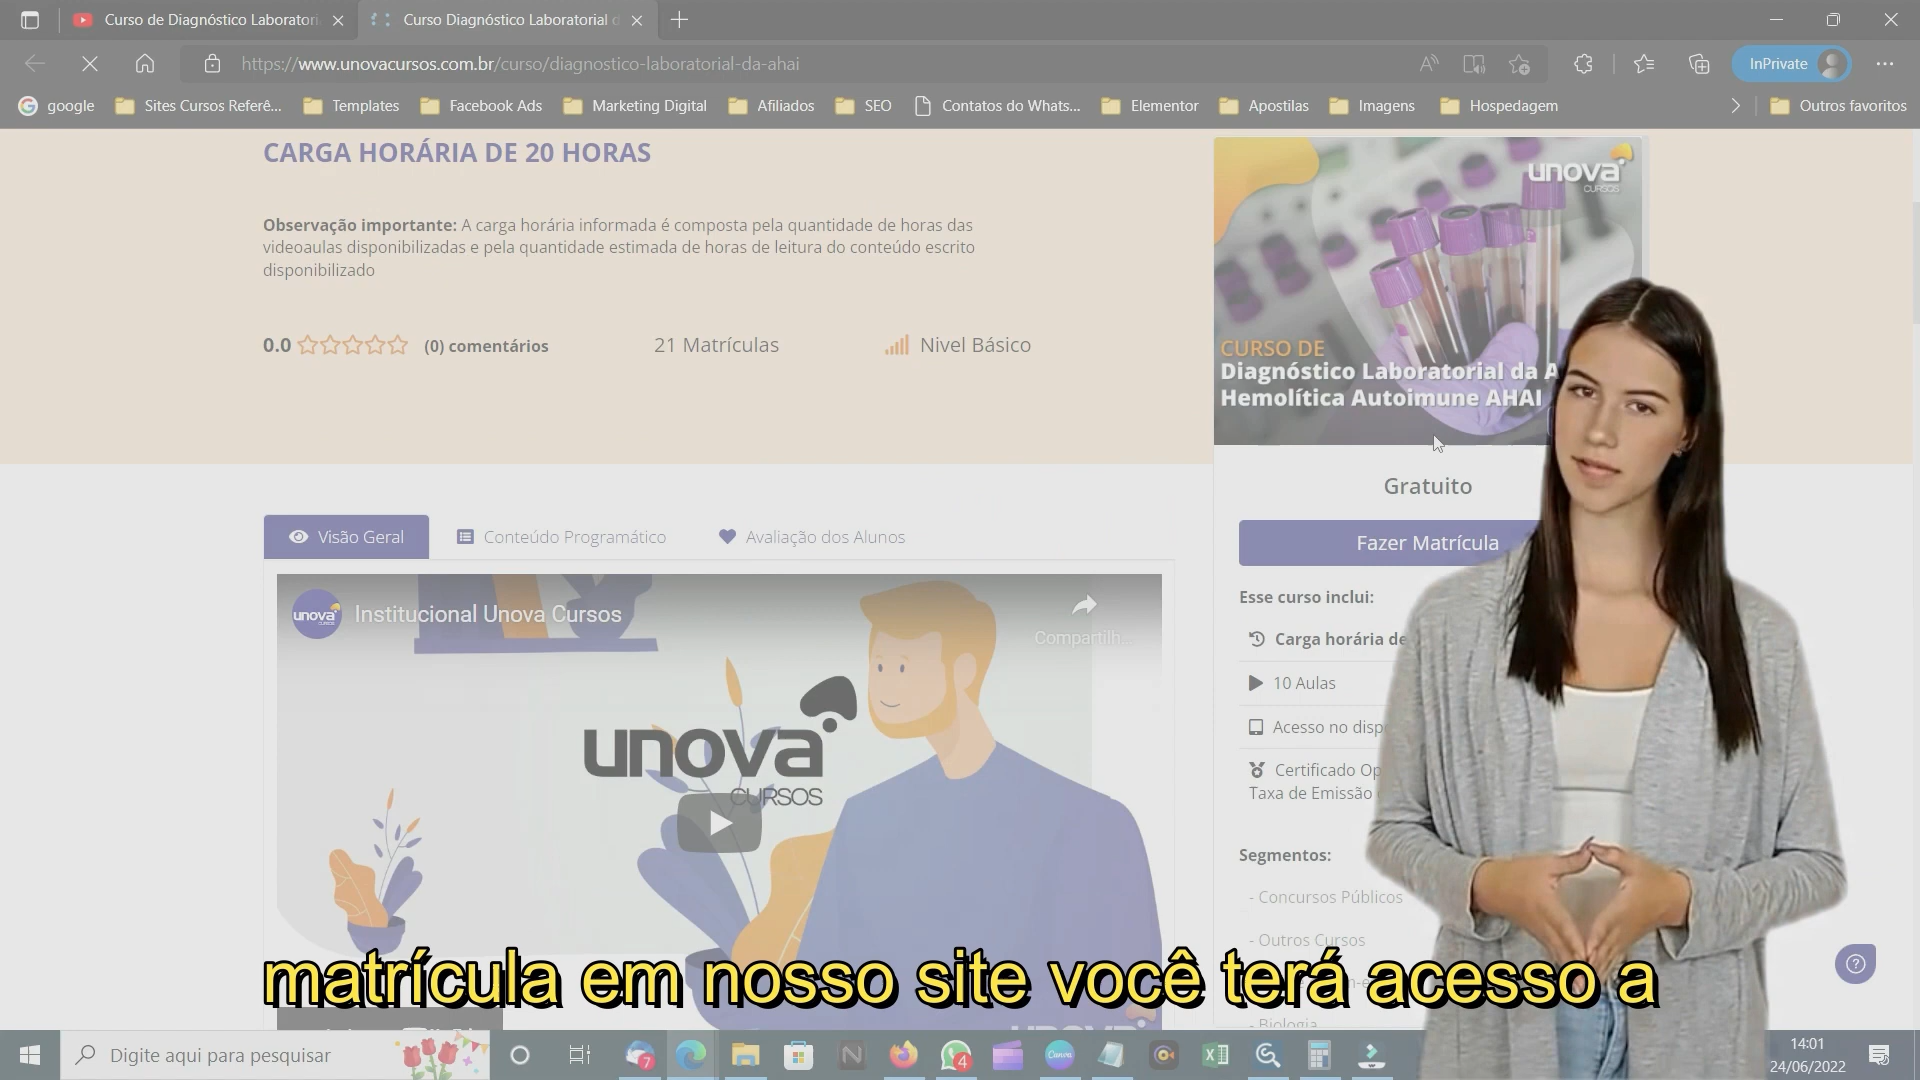 Curso de Diagnóstico Laboratori
Curso Diagnóstico Laboratorial d
https://www.unovacursos.com.br/curso/diagnostico-laboratorial-da-ahai
InPrivate
google
Sites Cursos Referê...
Templates
Facebook Ads
Marketing Digital
Afiliados
SEO
Contatos do Whats...
Elementor
Apostilas
Imagens
Hospedagem
Outros favoritos
CARGA HORÁRIA DE 20 HORAS
Observação importante: A carga horária informada é composta pela quantidade de horas das
videoaulas disponibilizadas e pela quantidade estimada de horas de leitura do conteúdo escrito
disponibilizado
0.0
(0) comentários
21 Matrículas
Nivel Básico
unova
CURSOS
CURSO DE
Diagnóstico Laboratorial da A
Hemolítica Autoimune AHAI
Gratuito
Fazer Matrícula
Esse curso inclui:
Carga horária de
10 Aulas
Acesso no disp
Certificado Op
Taxa de Emissão
Segmentos:
- Concursos Públicos
- Outros Cursos
- Biologia
Visão Geral
Conteúdo Programático
Avaliação dos Alunos
unova
CURSOS
Institucional Unova Cursos
Compartilh...
unova
CURSOS
matrícula em nosso site você terá acesso a
Digite aqui para pesquisar
7
4
Canva
14:01
24/06/2022